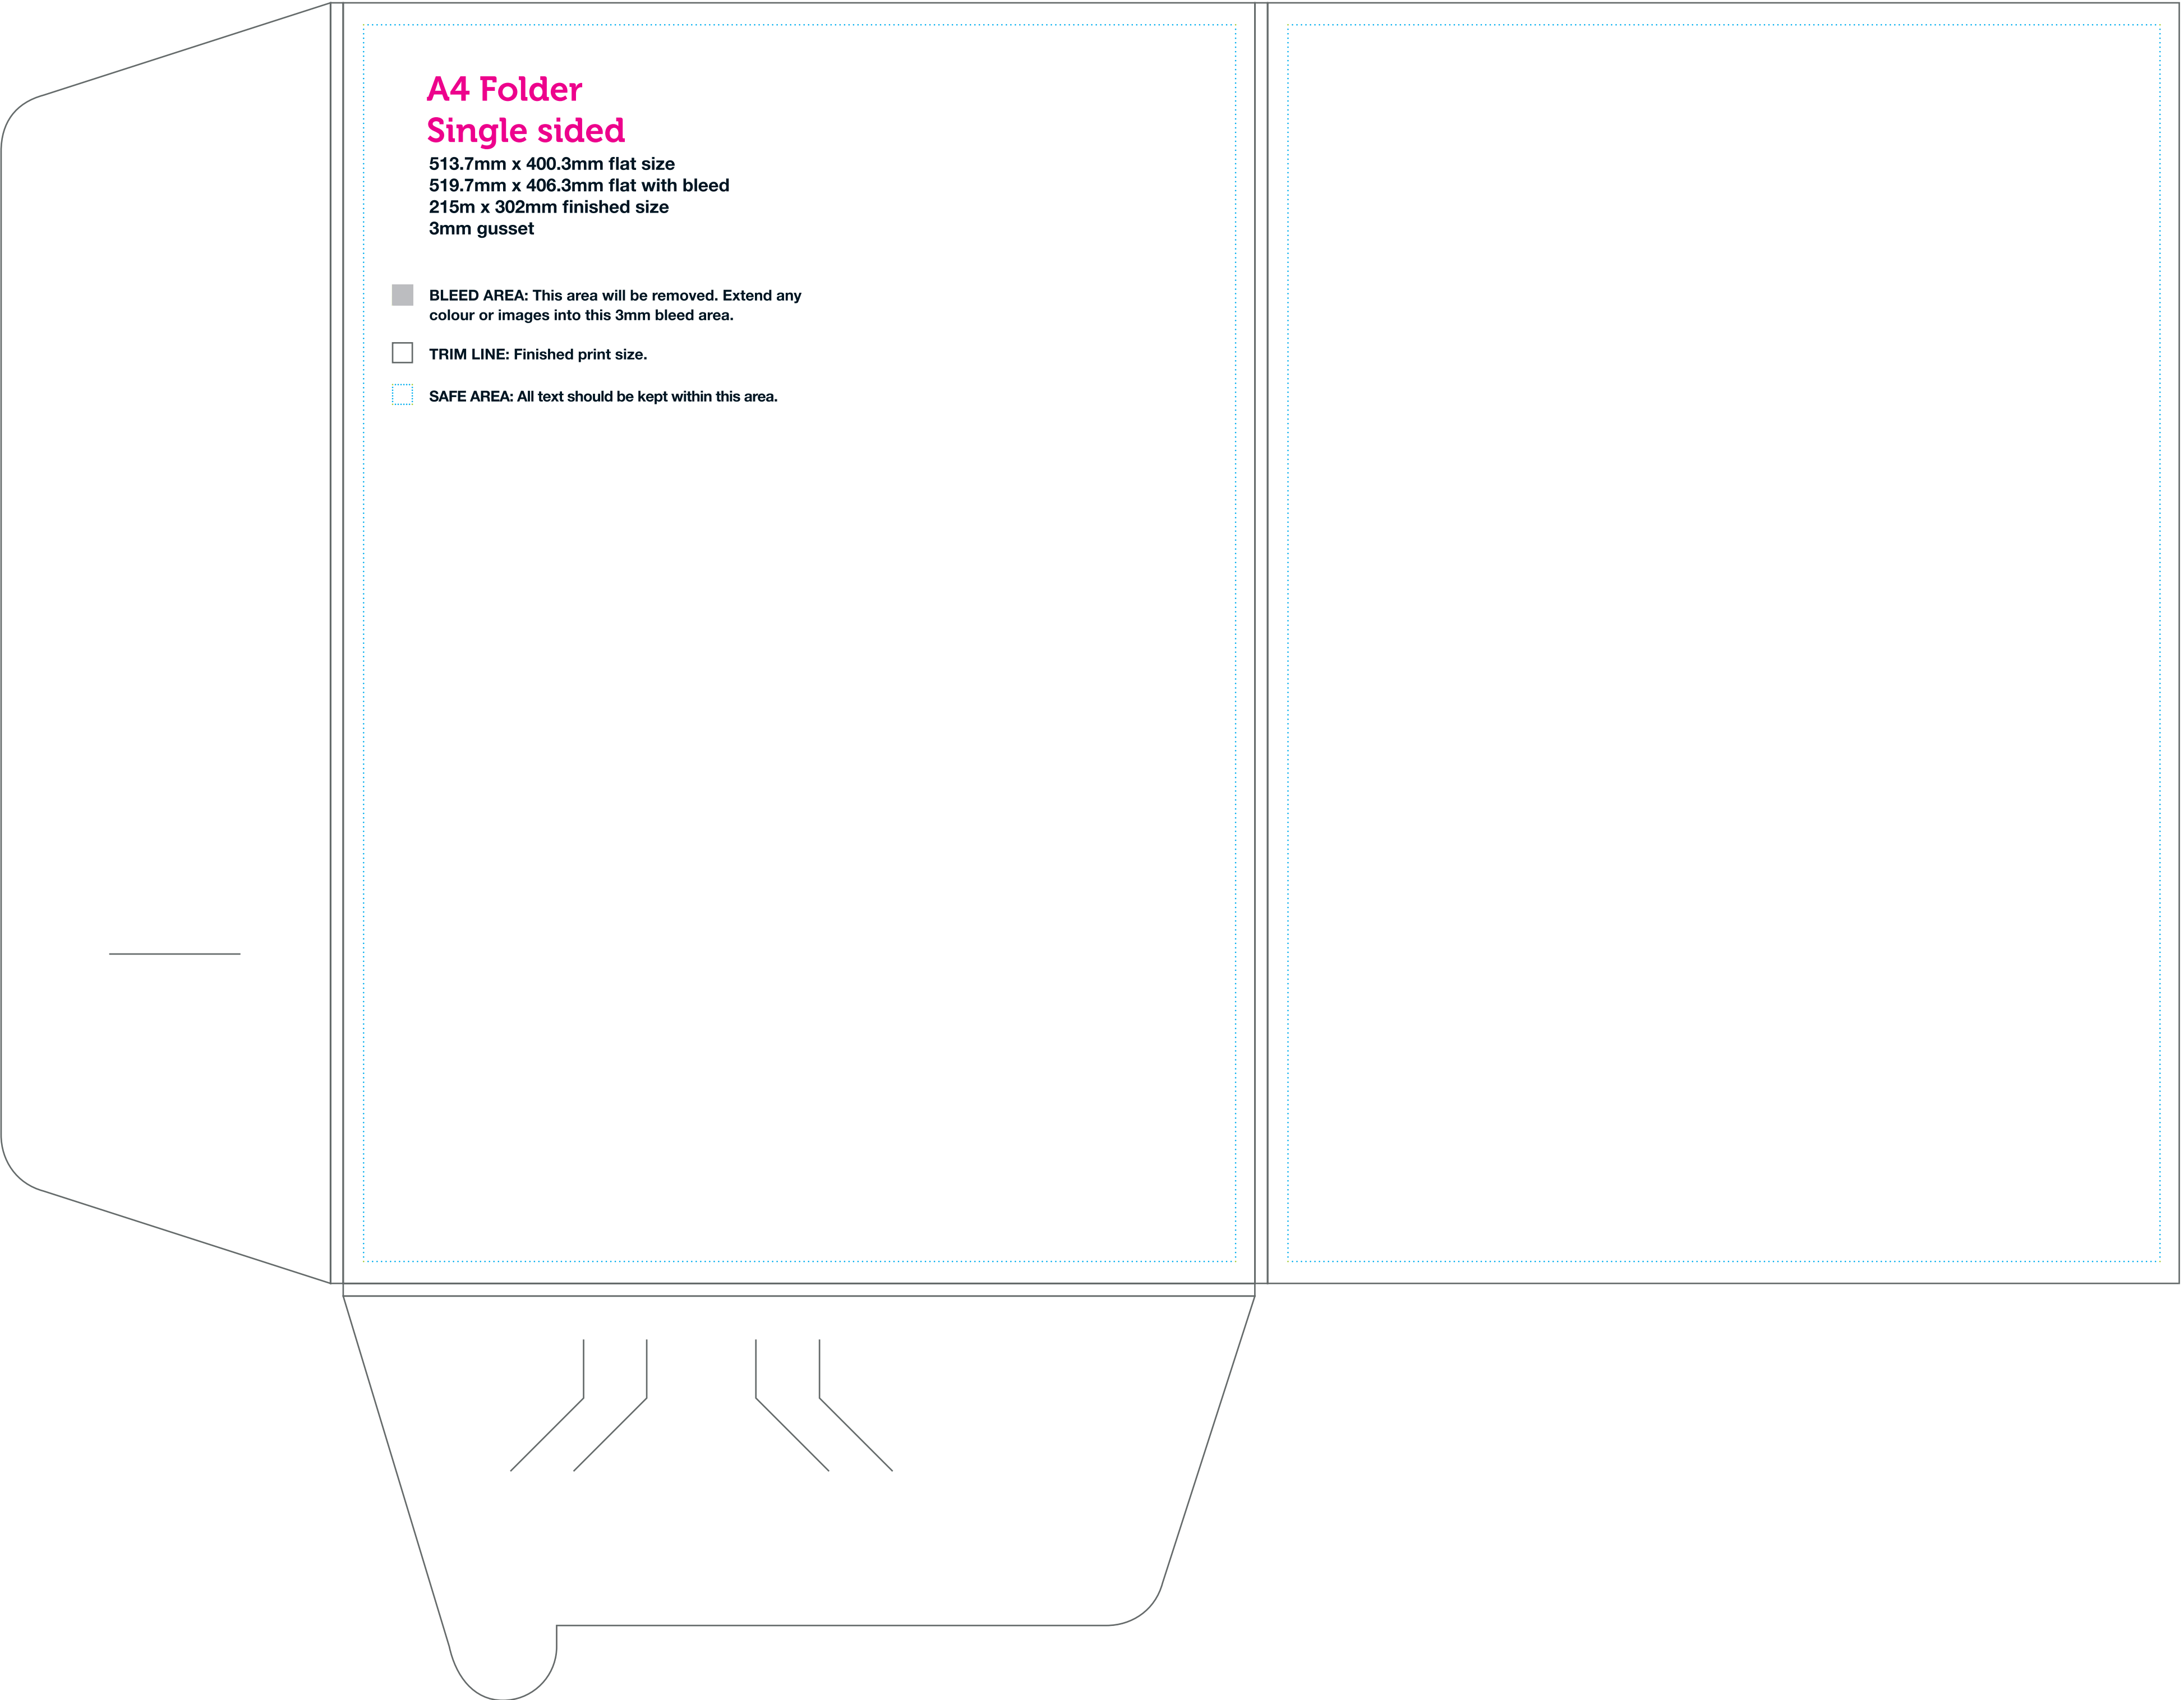 A4 Folder
Single sided
513.7mm x 400.3mm flat size
519.7mm x 406.3mm flat with bleed
215m x 302mm finished size
3mm gusset
BLEED AREA: This area will be removed. Extend any
colour or images into this 3mm bleed area.
TRIM LINE: Finished print size.
SAFE AREA: All text should be kept within this area.